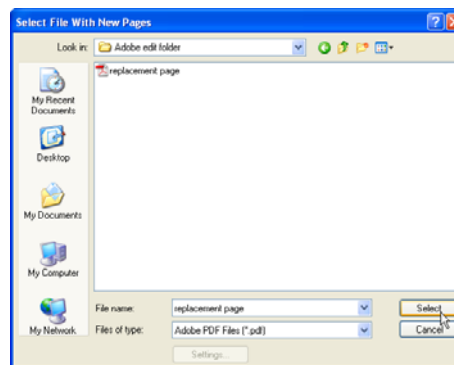 Select File With New Pages
Look in: Adobe edit folder
replacement page
My Recent
Documents
Desktop
My Documents
My Computer
My Network
File name: replacement page Select
Files of type: Adobe PDF Files (*.pdf) Cancel
Settings...